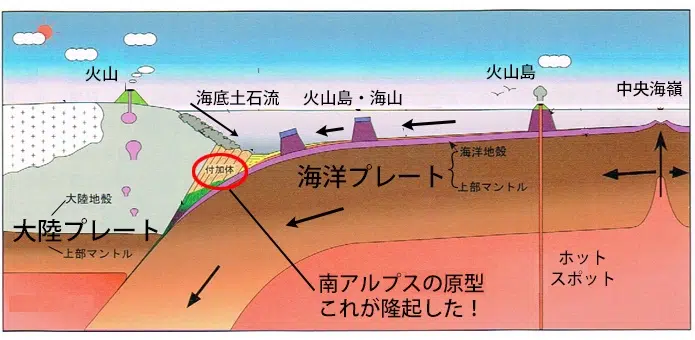 火山
海底土石流
火山島・海山
火山島
中央海嶺
付加体
海洋プレート
海洋地殻
上部マントル
大陸地殻
大陸プレート
上部マントル
南アルプスの原型
これが隆起した！
ホット
スポット